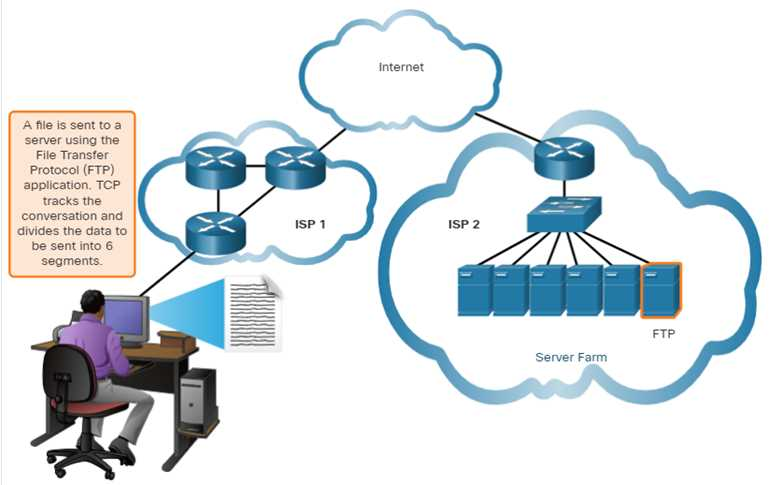 Internet
A file is sent to a
server using the
File Transfer
Protocol (FTP)
application. TCP
tracks the
conversation and
divides the data to
be sent into 6
segments.
ISP 1
ISP 2
FTP
Server Farm